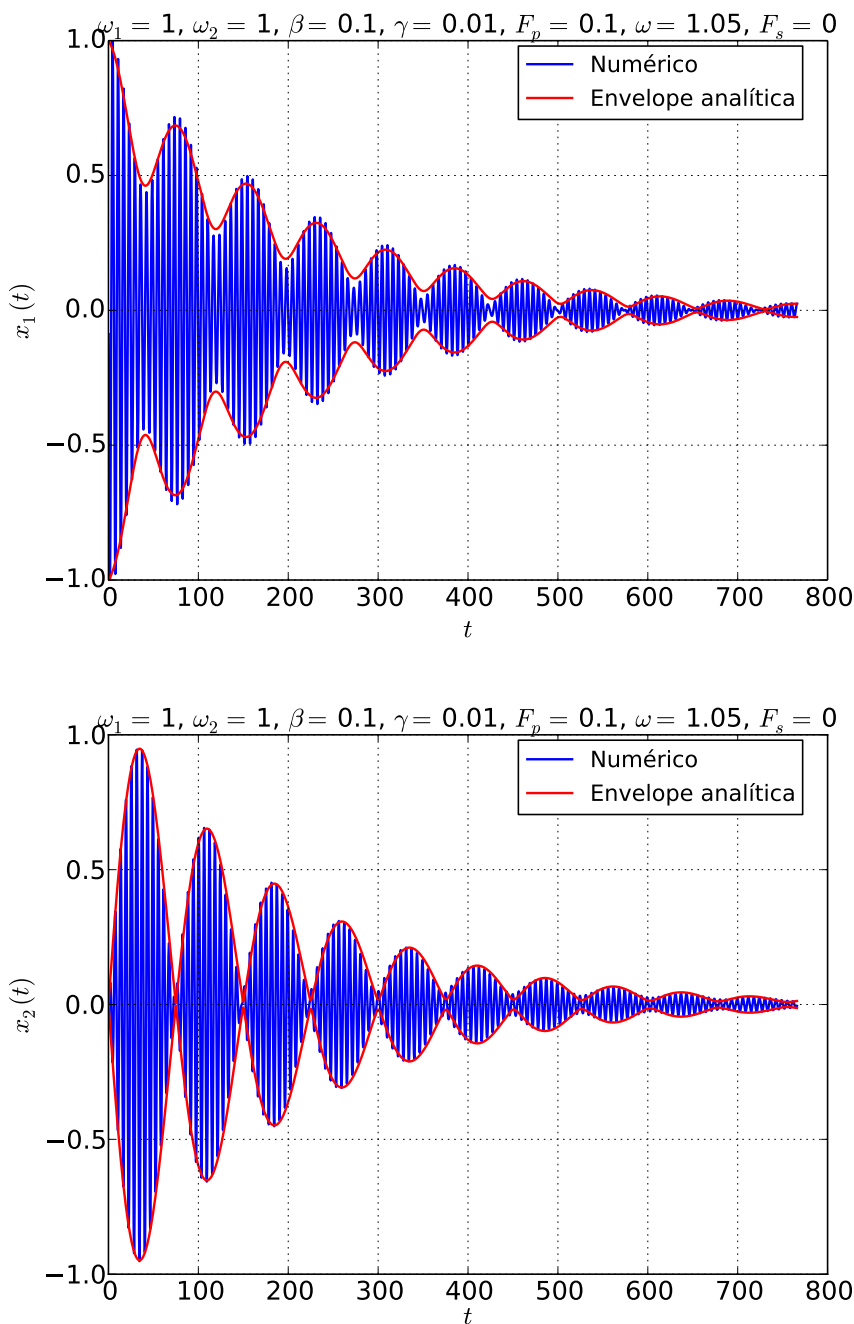 ω₁ = 1, ω₂ = 1, β = 0.1, γ = 0.01, Fₚ = 0.1, ω = 1.05, Fₛ = 0
1.0
0.5
0.0
−0.5
−1.0
x₁(t)
Numérico
Envelope analítica
0 100 200 300 400 500 600 700 800
t
ω₁ = 1, ω₂ = 1, β = 0.1, γ = 0.01, Fₚ = 0.1, ω = 1.05, Fₛ = 0
1.0
0.5
0.0
−0.5
−1.0
x₂(t)
Numérico
Envelope analítica
0 100 200 300 400 500 600 700 800
t